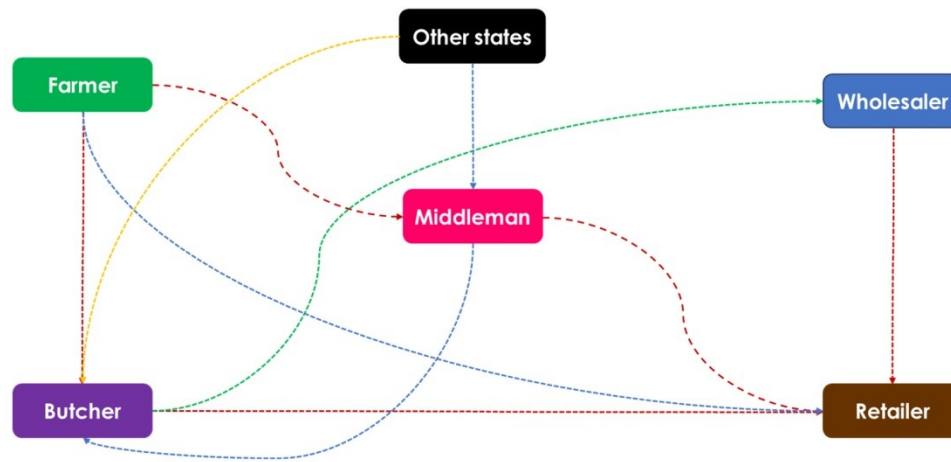 Other states
Farmer
Wholesaler
Middleman
Butcher
Retailer